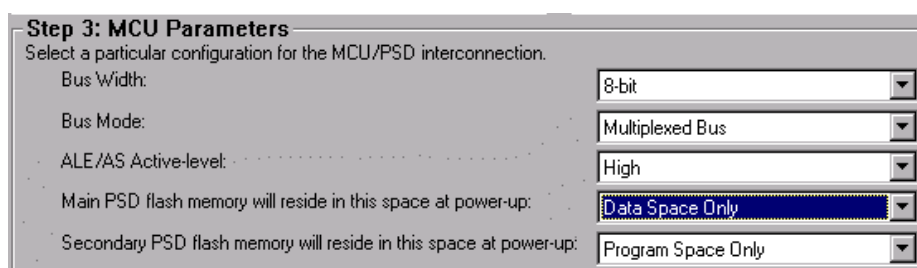 Step 3: MCU Parameters
Select a particular configuration for the MCU/PSD interconnection.
Bus Width: 8-bit
Bus Mode: Multiplexed Bus
ALE/AS Active-level: High
Main PSD flash memory will reside in this space at power-up: Data Space Only
Secondary PSD flash memory will reside in this space at power-up: Program Space Only